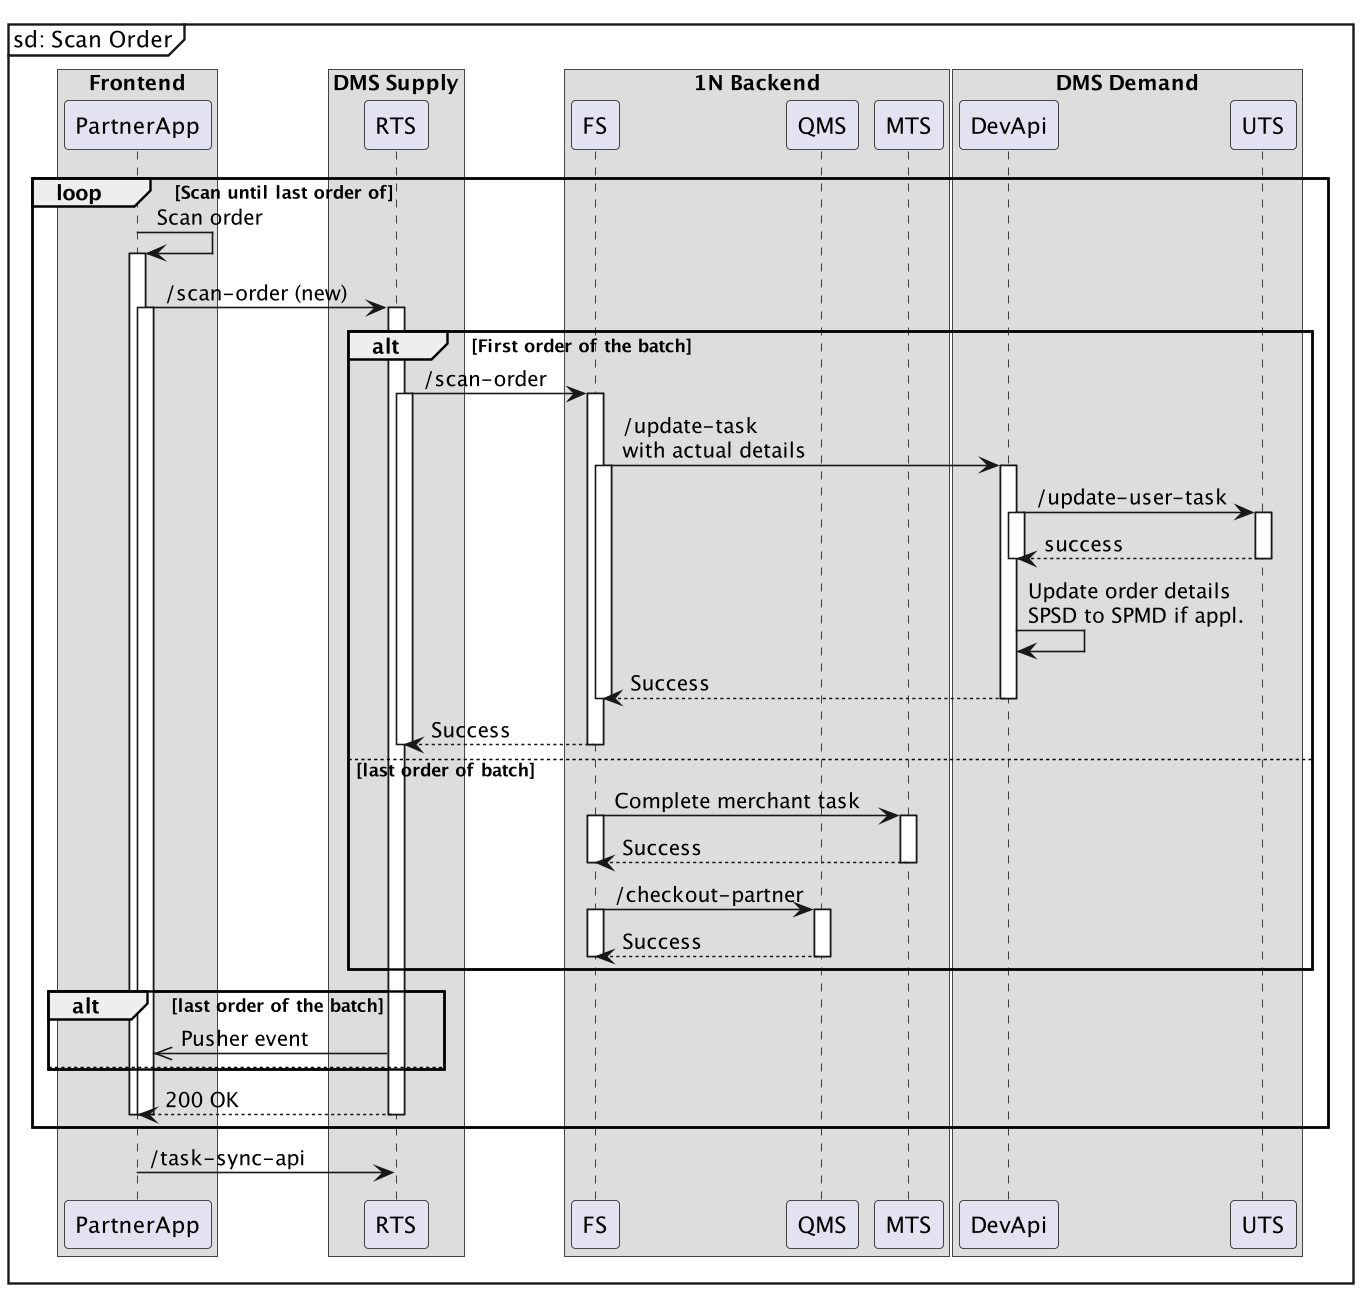 sd: Scan Order
Frontend
DMS Supply
1N Backend
DMS Demand
PartnerApp
RTS
FS
QMS
MTS
DevApi
UTS
loop
[Scan until last order of]
Scan order
/scan-order (new)
alt
[First order of the batch]
/scan-order
/update-task
with actual details
/update-user-task
success
Update order details
SPSD to SPMD if appl.
Success
Success
[last order of batch]
Complete merchant task
Success
/checkout-partner
Success
alt
[last order of the batch]
Pusher event
200 OK
/task-sync-api
PartnerApp
RTS
FS
QMS
MTS
DevApi
UTS